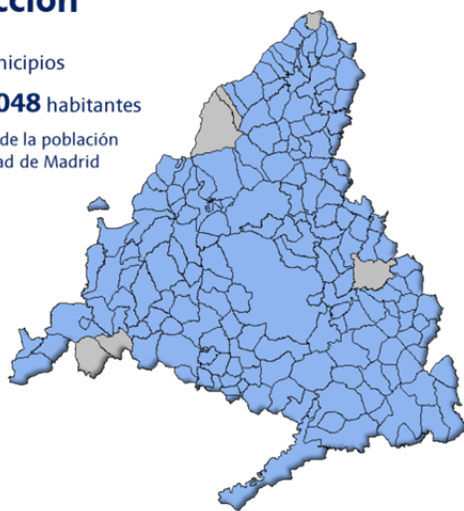 cción
nicipios
048 habitantes
de la población
ad de Madrid